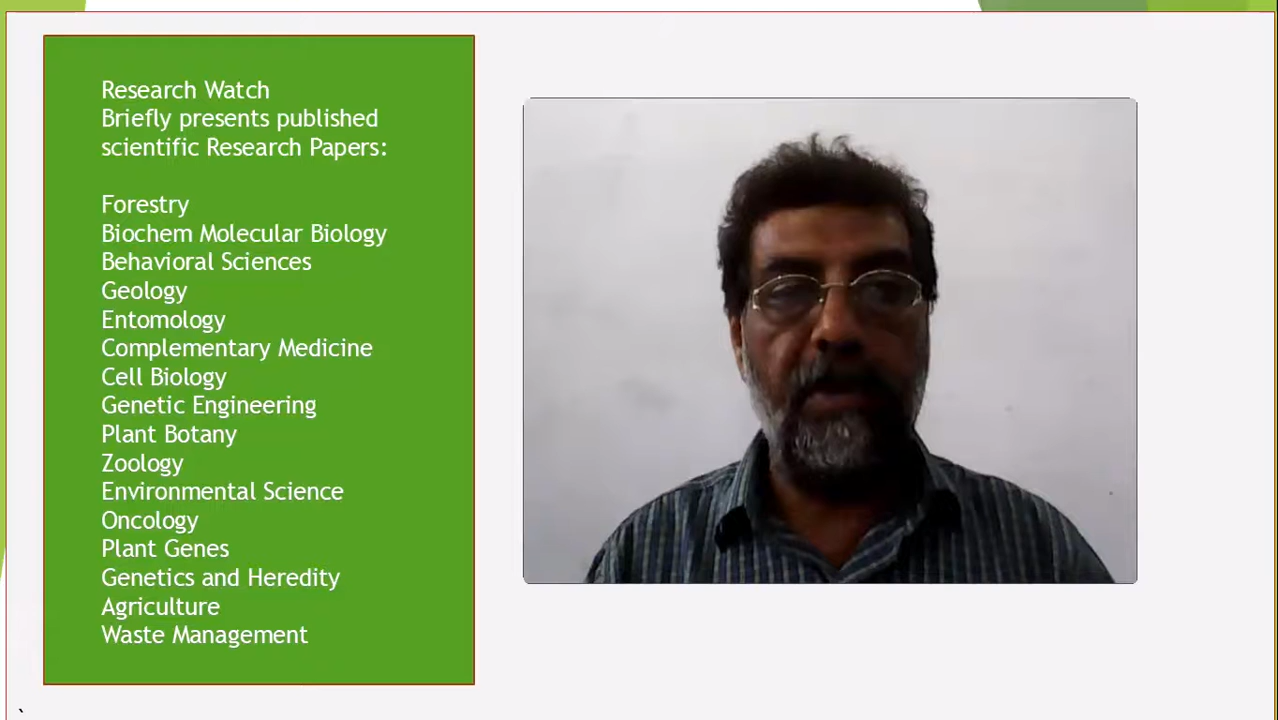 Research Watch
Briefly presents published
scientific Research Papers:
Forestry
Biochem Molecular Biology
Behavioral Sciences
Geology
Entomology
Complementary Medicine
Cell Biology
Genetic Engineering
Plant Botany
Zoology
Environmental Science
Oncology
Plant Genes
Genetics and Heredity
Agriculture
Waste Management
`